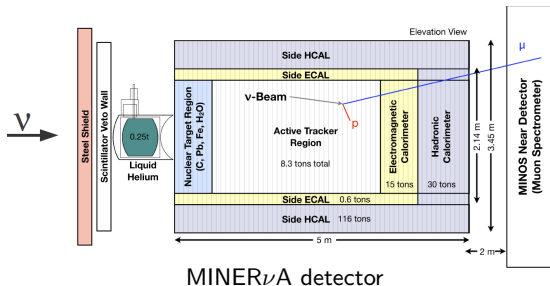 Elevation View
Side HCAL
μ
Side ECAL
ν-Beam
ν
Steel Shield
Scintillator Veto Wall
0.25t
Liquid
Helium
Nuclear Target Region
(C, Pb, Fe, H₂O)
Active Tracker
Region
8.3 tons total
p
Electromagnetic
Calorimeter
15 tons
Hadronic
Calorimeter
30 tons
2.14 m
3.45 m
MINOS Near Detector
(Muon Spectrometer)
Side ECAL 0.6 tons
Side HCAL 116 tons
5 m
2 m
MINERνA detector